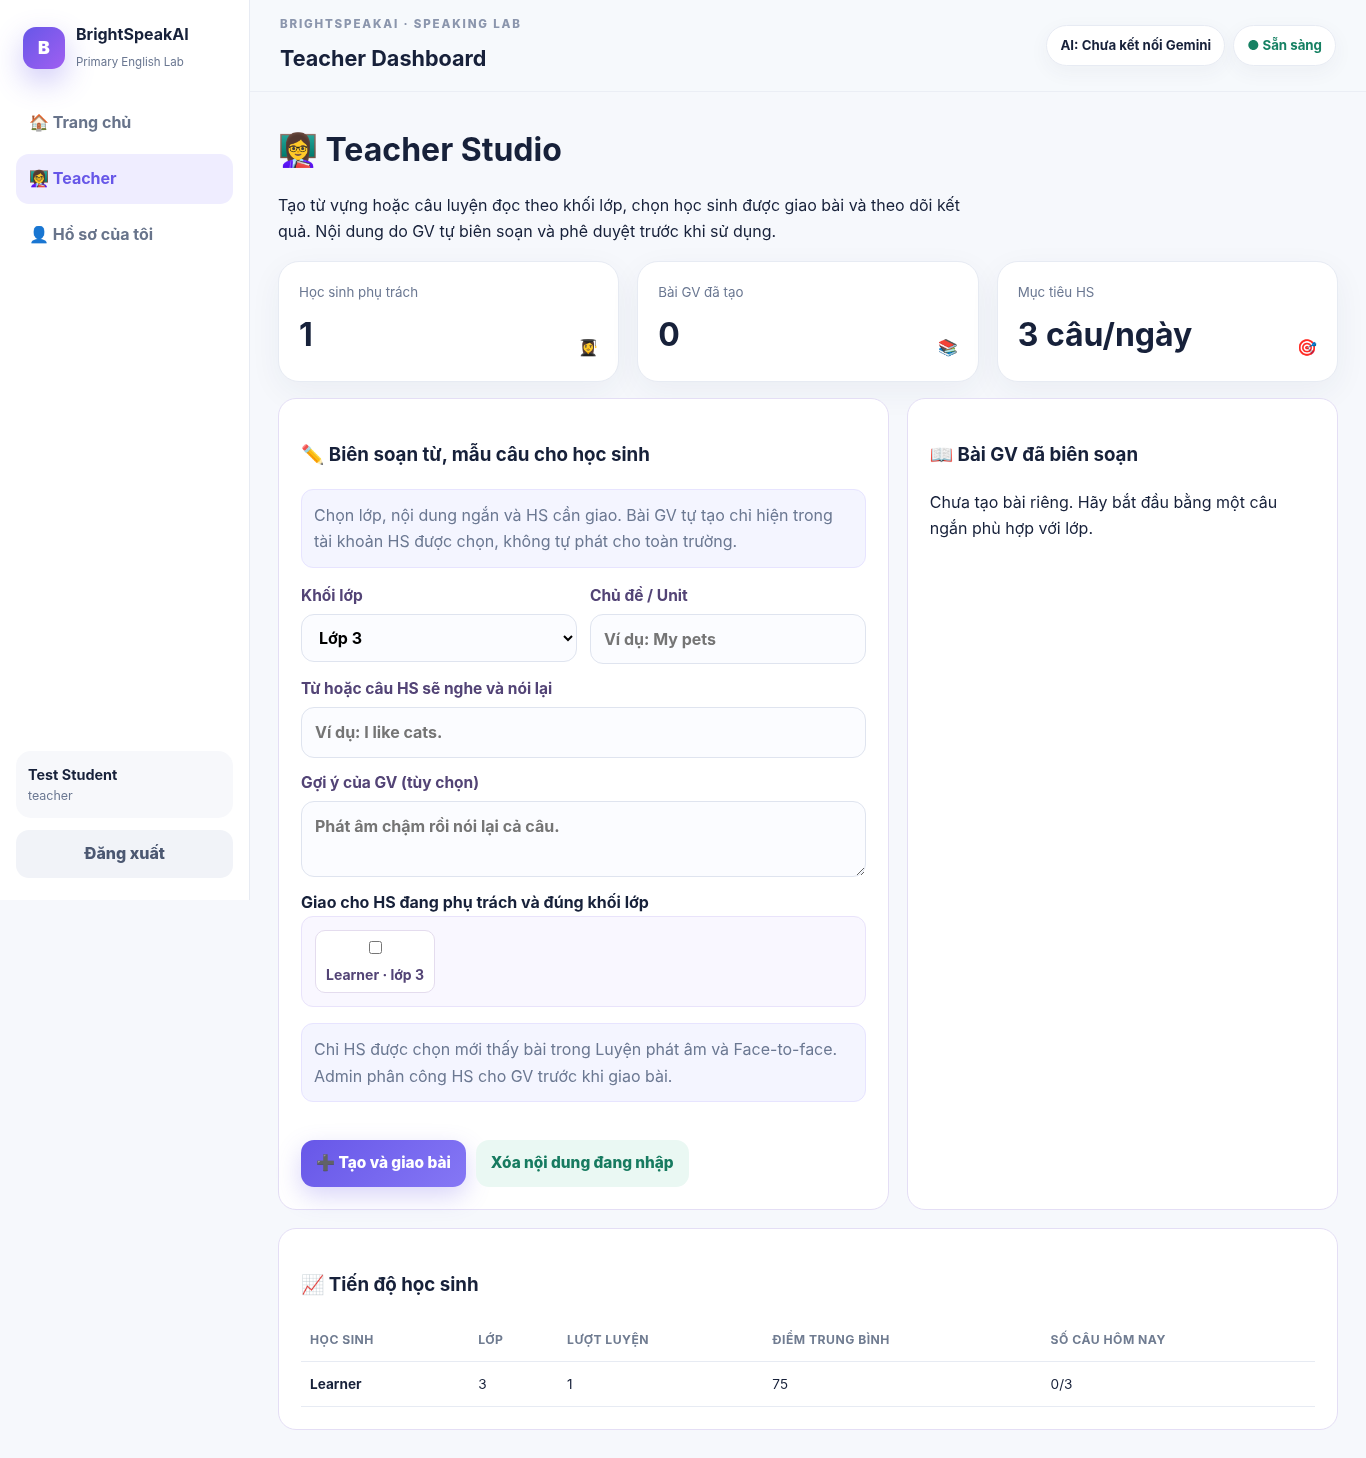 B
BrightSpeakAI
Primary English Lab
🏠 Trang chủ
👩‍🏫 Teacher
👤 Hồ sơ của tôi
Test Student
teacher
Đăng xuất
BRIGHTSPEAKAI · SPEAKING LAB
Teacher Dashboard
AI: Chưa kết nối Gemini
● Sẵn sàng
👩‍🏫 Teacher Studio
Tạo từ vựng hoặc câu luyện đọc theo khối lớp, chọn học sinh được giao bài và theo dõi kết
quả. Nội dung do GV tự biên soạn và phê duyệt trước khi sử dụng.
Học sinh phụ trách
1
Bài GV đã tạo
0
Mục tiêu HS
3 câu/ngày
✏️ Biên soạn từ, mẫu câu cho học sinh
Chọn lớp, nội dung ngắn và HS cần giao. Bài GV tự tạo chỉ hiện trong
tài khoản HS được chọn, không tự phát cho toàn trường.
Khối lớp
Chủ đề / Unit
Lớp 3
Ví dụ: My pets
Từ hoặc câu HS sẽ nghe và nói lại
Ví dụ: I like cats.
Gợi ý của GV (tùy chọn)
Phát âm chậm rồi nói lại cả câu.
Giao cho HS đang phụ trách và đúng khối lớp
Learner · lớp 3
Chỉ HS được chọn mới thấy bài trong Luyện phát âm và Face-to-face.
Admin phân công HS cho GV trước khi giao bài.
➕ Tạo và giao bài
Xóa nội dung đang nhập
📖 Bài GV đã biên soạn
Chưa tạo bài riêng. Hãy bắt đầu bằng một câu
ngắn phù hợp với lớp.
📈 Tiến độ học sinh
HỌC SINH LỚP LƯỢT LUYỆN ĐIỂM TRUNG BÌNH SỐ CÂU HÔM NAY
Learner 3 1 75 0/3